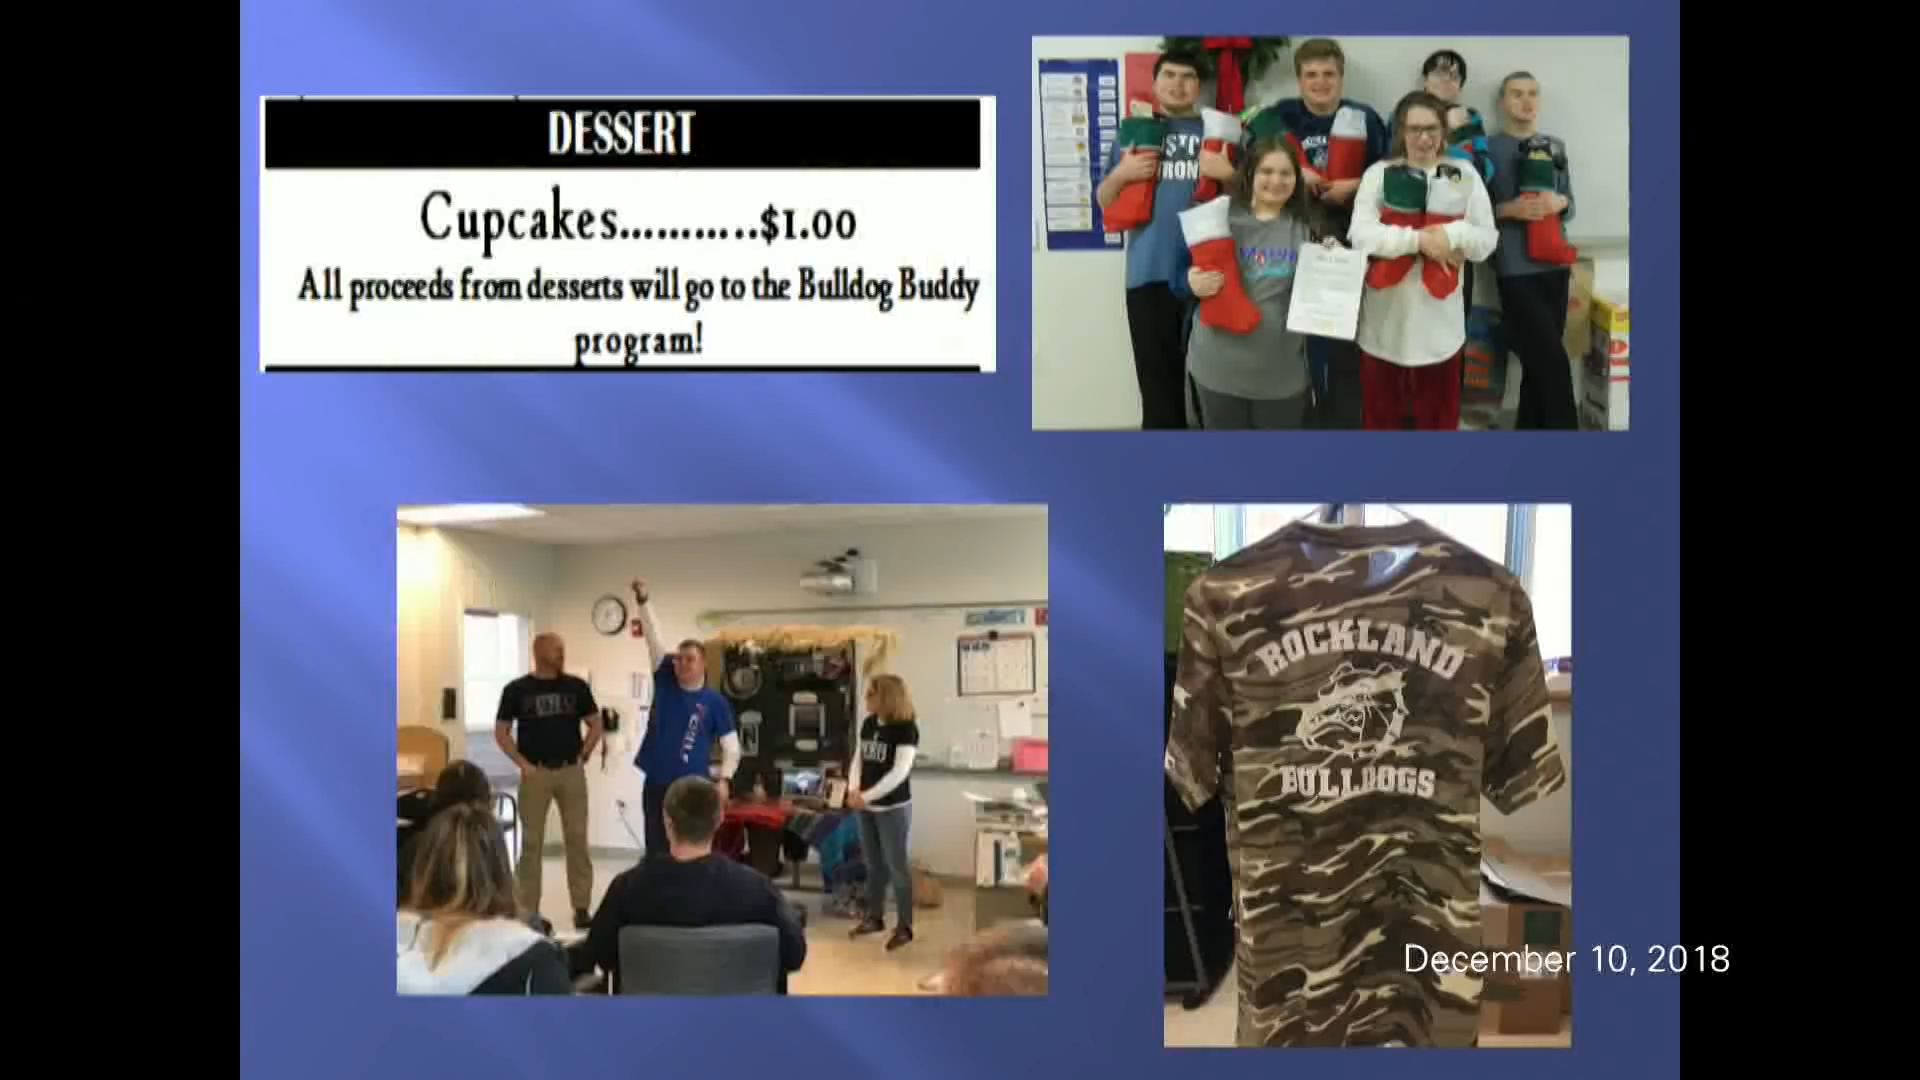 DESSERT
Cupcakes...........$1.00
All proceeds from desserts will go to the Bulldog Buddy
program!
ROCKLAND
BULLDOGS
December 10, 2018